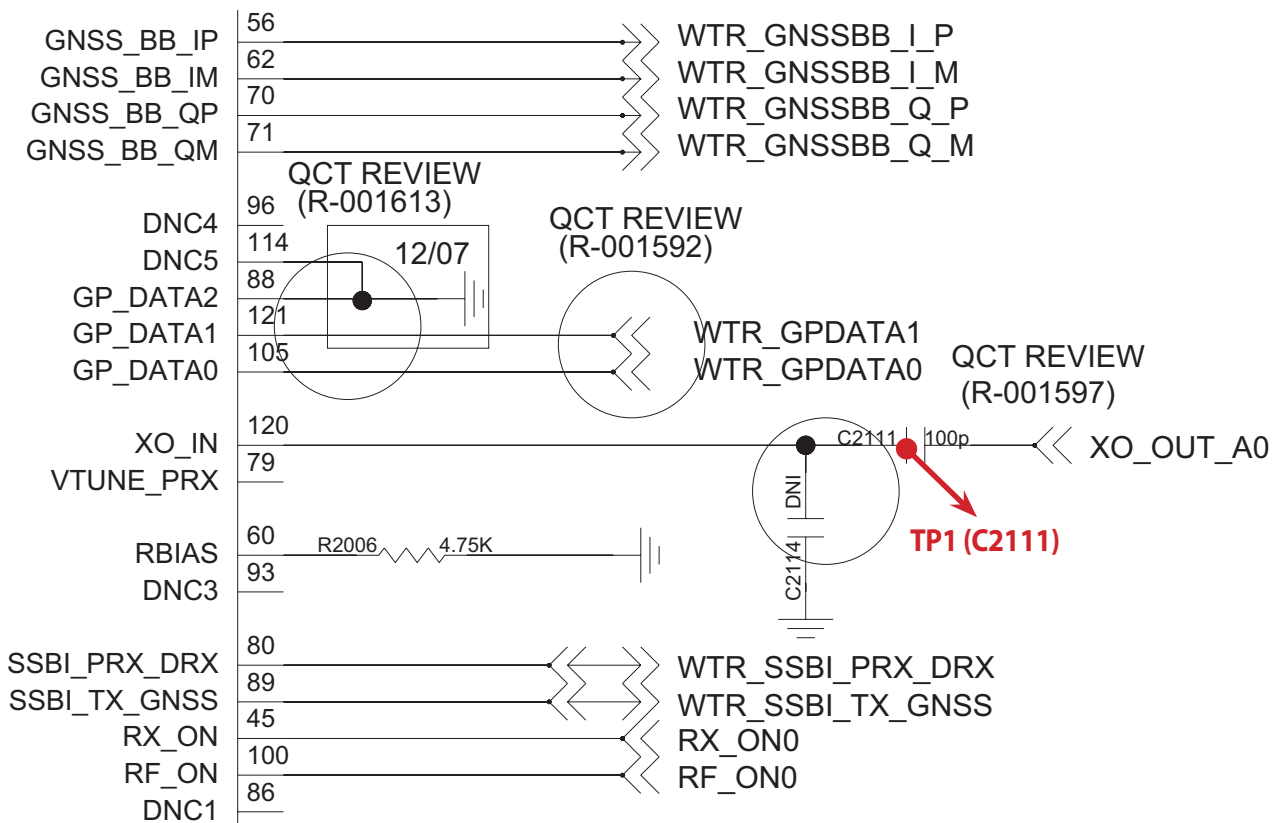 GNSS_BB_IP 56 WTR_GNSSBB_I_P
GNSS_BB_IM 62 WTR_GNSSBB_I_M
GNSS_BB_QP 70 WTR_GNSSBB_Q_P
GNSS_BB_QM 71 WTR_GNSSBB_Q_M
QCT REVIEW
(R-001613)
QCT REVIEW
(R-001592)
DNC4 96
DNC5 114 12/07
GP_DATA2 88
GP_DATA1 121 WTR_GPDATA1
GP_DATA0 105 WTR_GPDATA0
QCT REVIEW
(R-001597)
XO_IN 120 C2111 100p XO_OUT_A0
VTUNE_PRX 79
DNI
C2114
TP1 (C2111)
RBIAS 60 R2006 4.75K
DNC3 93
SSBI_PRX_DRX 80 WTR_SSBI_PRX_DRX
SSBI_TX_GNSS 89 WTR_SSBI_TX_GNSS
RX_ON 45 RX_ON0
RF_ON 100 RF_ON0
DNC1 86